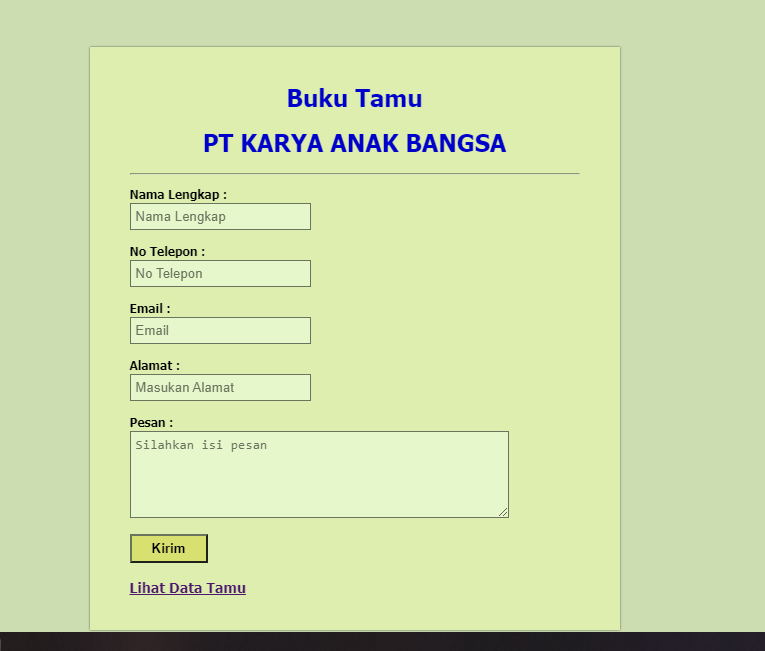 Buku Tamu
PT KARYA ANAK BANGSA
Nama Lengkap :
Nama Lengkap
No Telepon :
No Telepon
Email :
Email
Alamat :
Masukan Alamat
Pesan :
Silahkan isi pesan
Kirim
Lihat Data Tamu